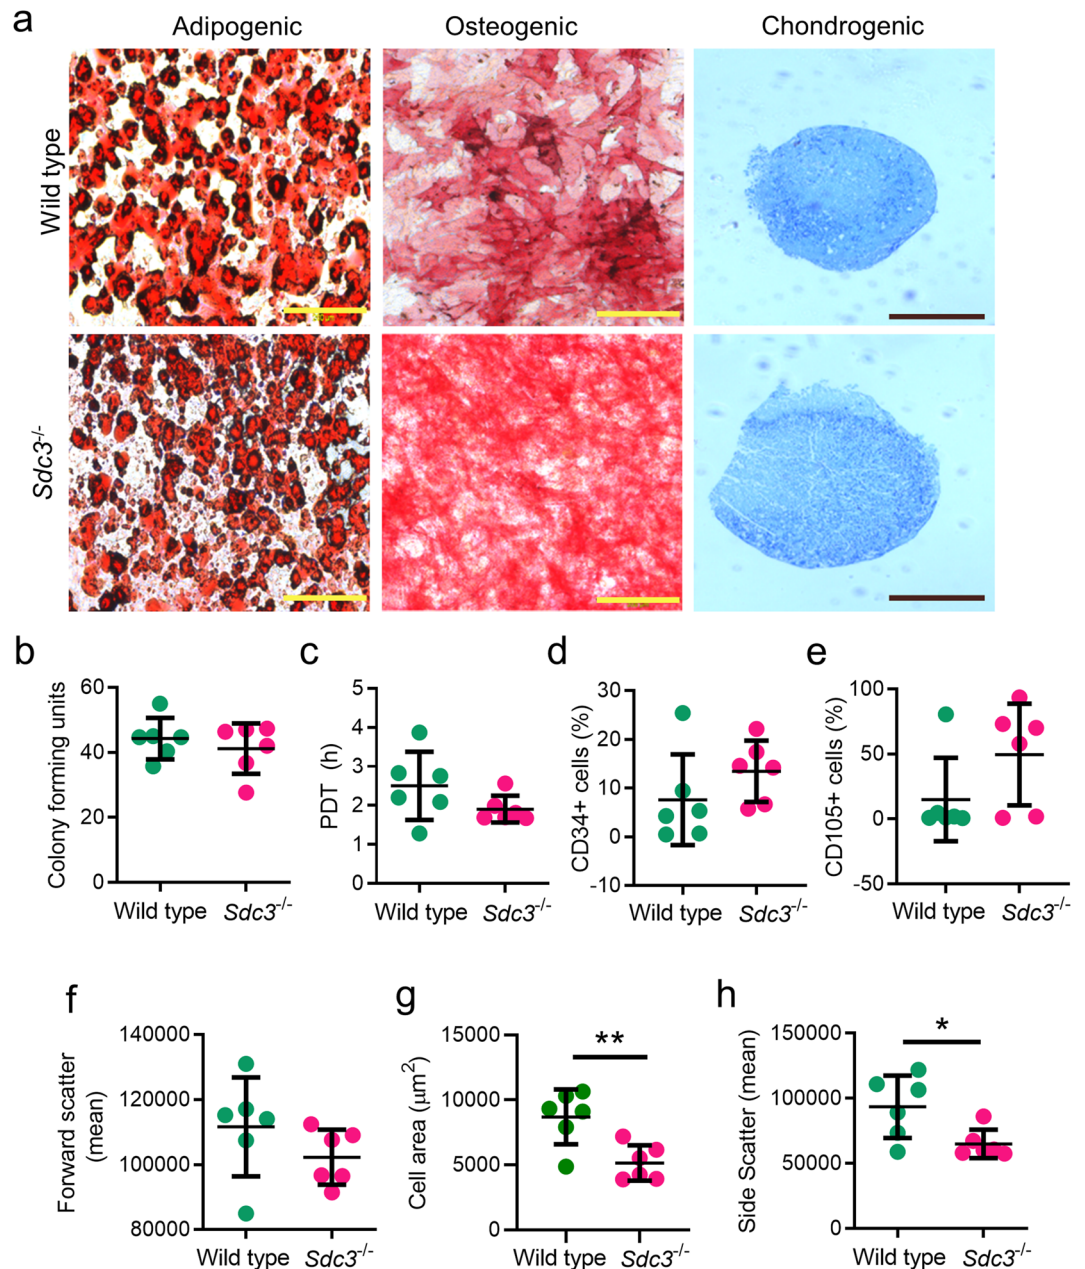 a
Adipogenic
Osteogenic
Chondrogenic
Wild type
Sdc3-/-
b
Colony forming units
60
40
20
0
Wild type
Sdc3-/-
c
PDT (h)
5
4
3
2
1
0
Wild type
Sdc3-/-
d
CD34+ cells (%)
30
20
10
0
-10
Wild type
Sdc3-/-
e
CD105+ cells (%)
100
50
0
-50
Wild type
Sdc3-/-
f
Forward scatter
(mean)
140000
120000
100000
80000
Wild type
Sdc3-/-
g
Cell area (μm2)
15000
10000
5000
0
**
Wild type
Sdc3-/-
h
Side Scatter (mean)
150000
100000
50000
0
*
Wild type
Sdc3-/-